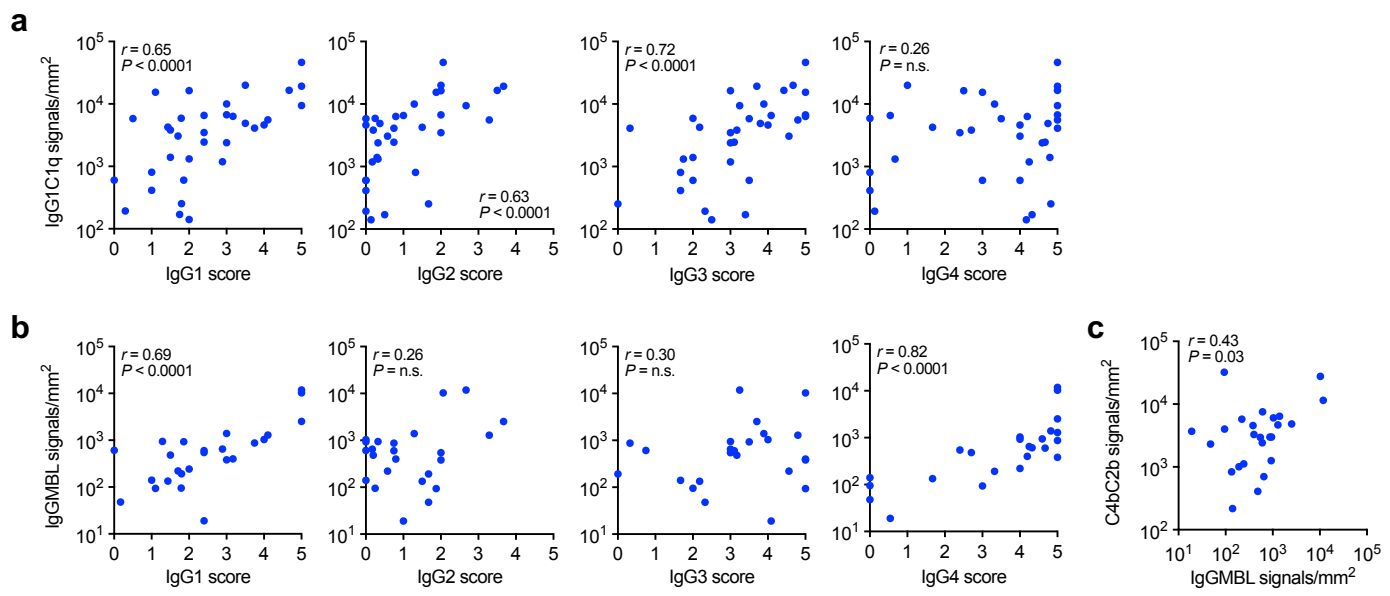 a
IgG1C1q signals/mm²
10⁵
10⁴
10³
10²
r = 0.65
P < 0.0001
0 1 2 3 4 5
IgG1 score
10⁵
10⁴
10³
10²
r = 0.63
P < 0.0001
0 1 2 3 4 5
IgG2 score
10⁵
10⁴
10³
10²
r = 0.72
P < 0.0001
0 1 2 3 4 5
IgG3 score
10⁵
10⁴
10³
10²
r = 0.26
P = n.s.
0 1 2 3 4 5
IgG4 score
b
IgGMBL signals/mm²
10⁵
10⁴
10³
10²
10¹
r = 0.69
P < 0.0001
0 1 2 3 4 5
IgG1 score
10⁵
10⁴
10³
10²
10¹
r = 0.26
P = n.s.
0 1 2 3 4 5
IgG2 score
10⁵
10⁴
10³
10²
10¹
r = 0.30
P = n.s.
0 1 2 3 4 5
IgG3 score
10⁵
10⁴
10³
10²
10¹
r = 0.82
P < 0.0001
0 1 2 3 4 5
IgG4 score
c
C4bC2b signals/mm²
10⁵
10⁴
10³
10²
r = 0.43
P = 0.03
10¹ 10² 10³ 10⁴ 10⁵
IgGMBL signals/mm²